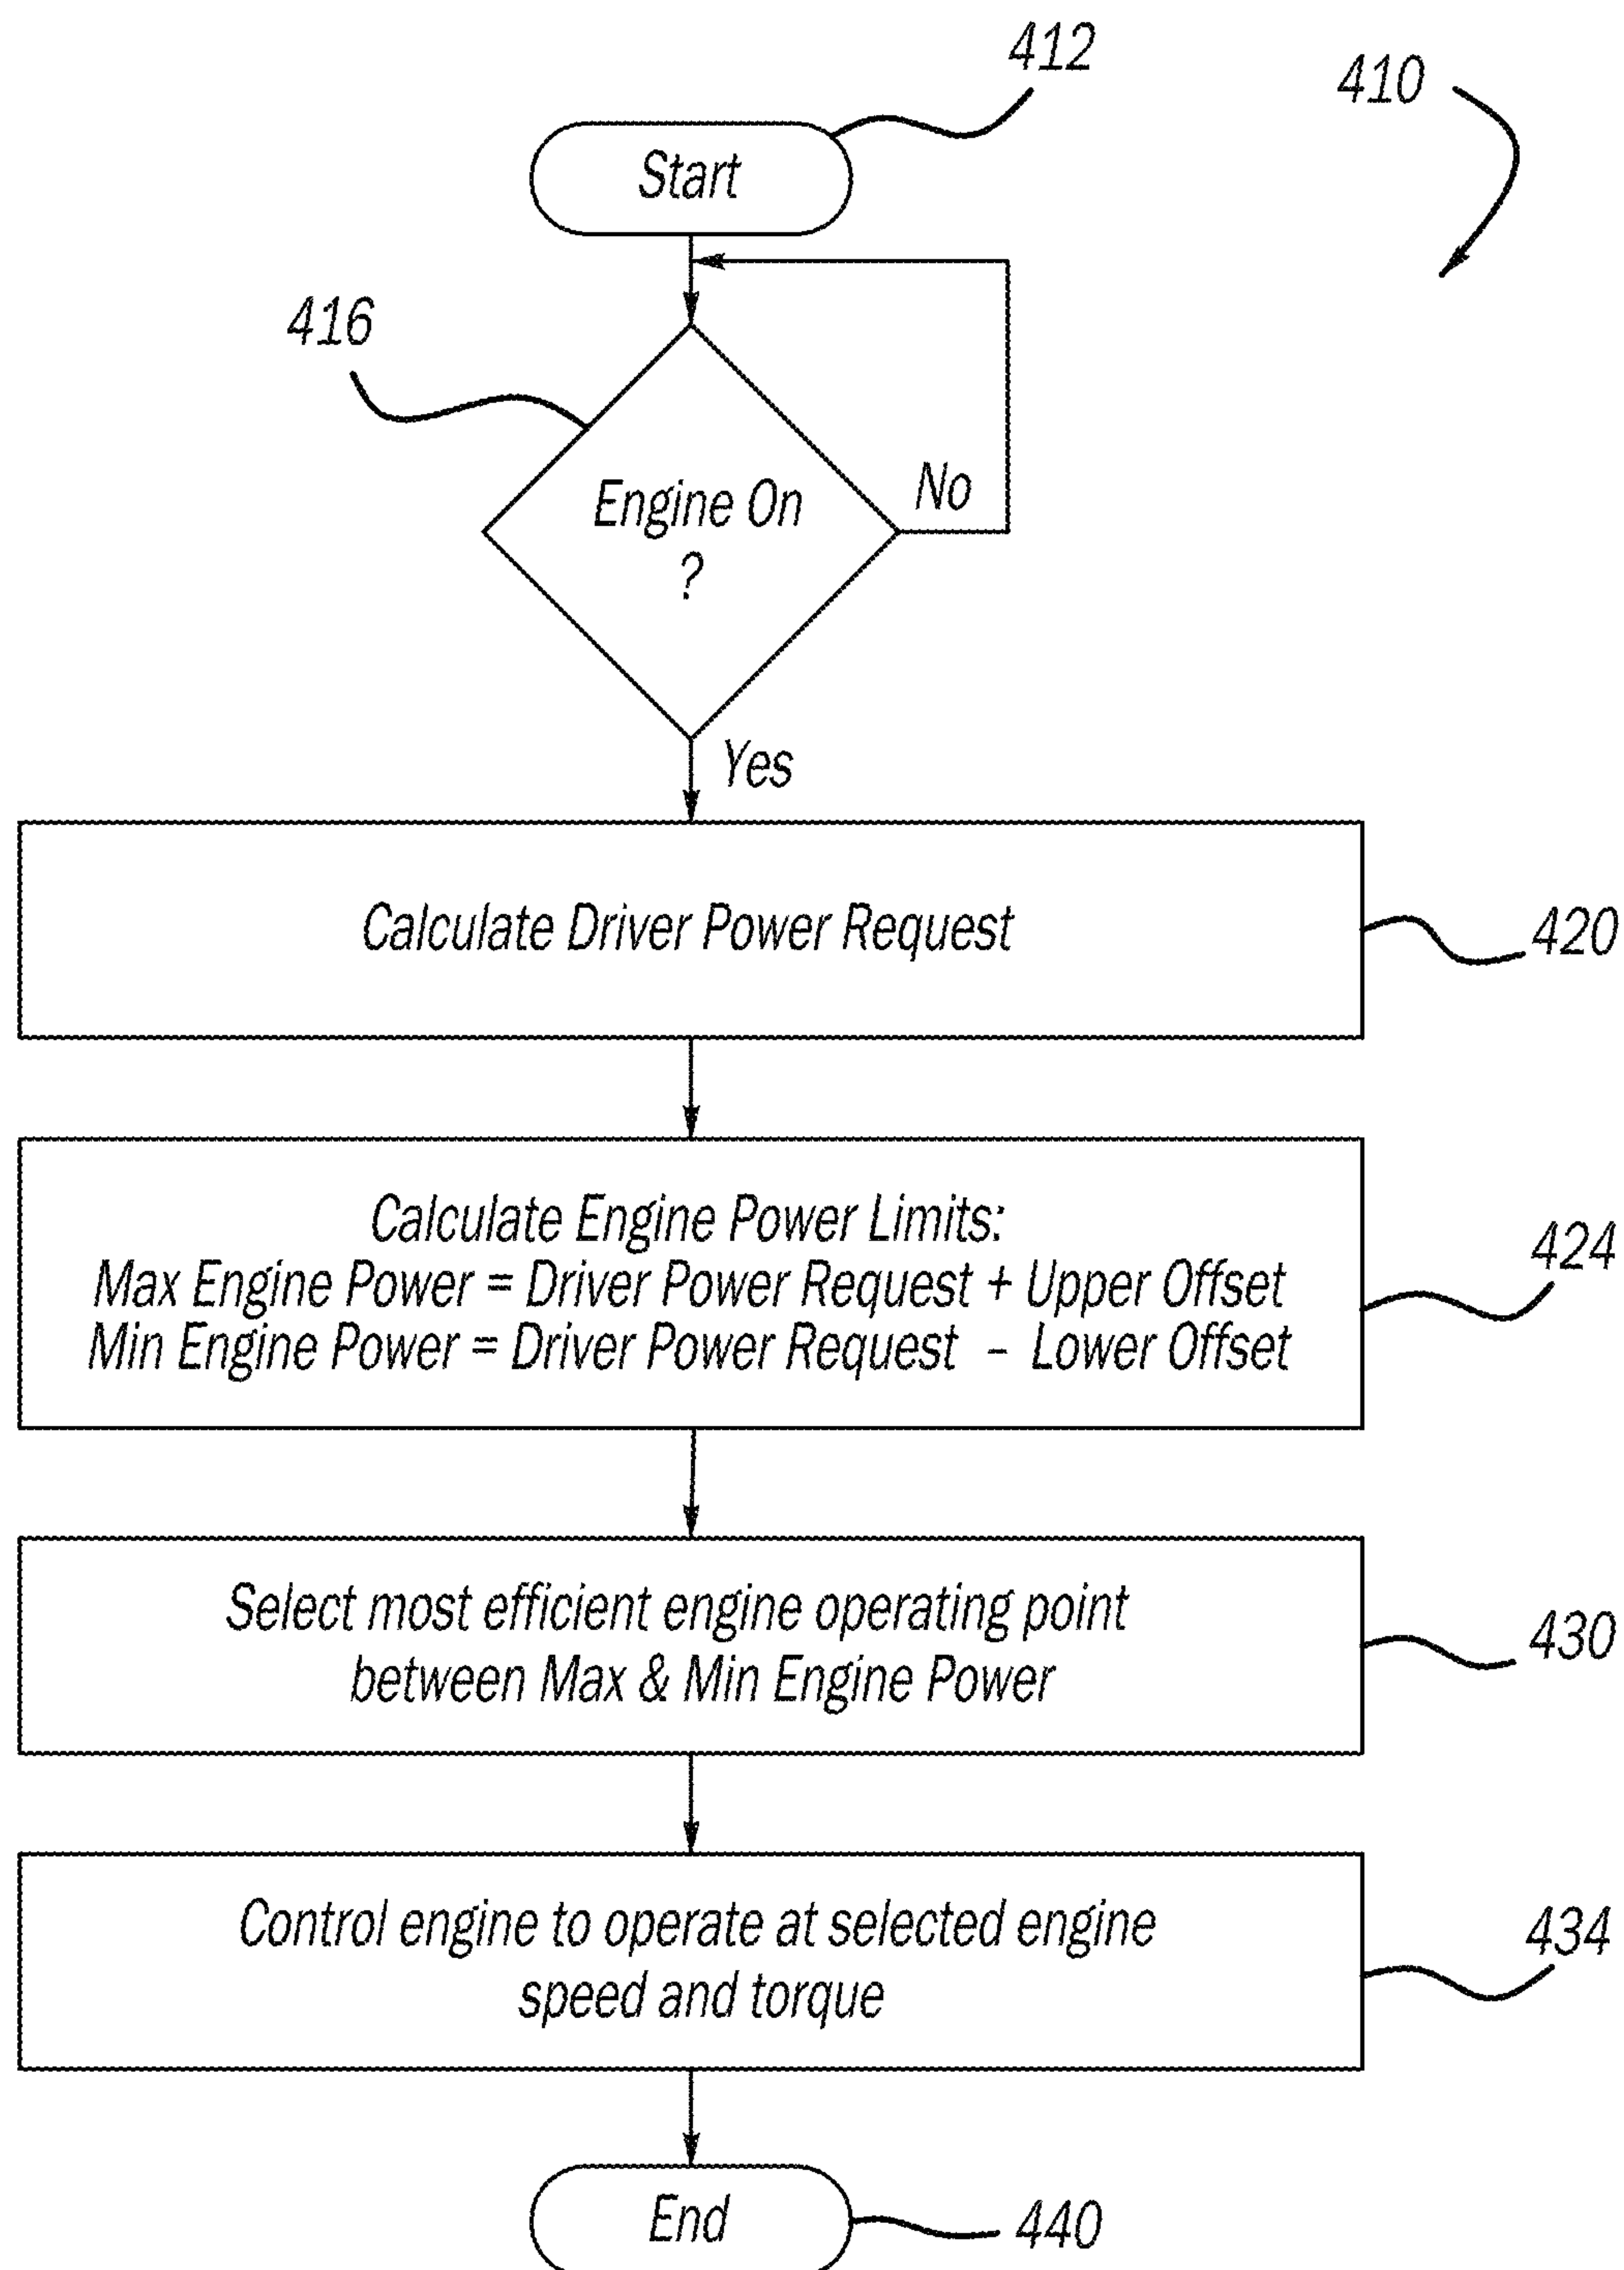 412
410
Start
416
Engine On
?
No
Yes
Calculate Driver Power Request
420
Calculate Engine Power Limits:
Max Engine Power = Driver Power Request + Upper Offset
Min Engine Power = Driver Power Request - Lower Offset
424
Select most efficient engine operating point
between Max & Min Engine Power
430
Control engine to operate at selected engine
speed and torque
434
End
440